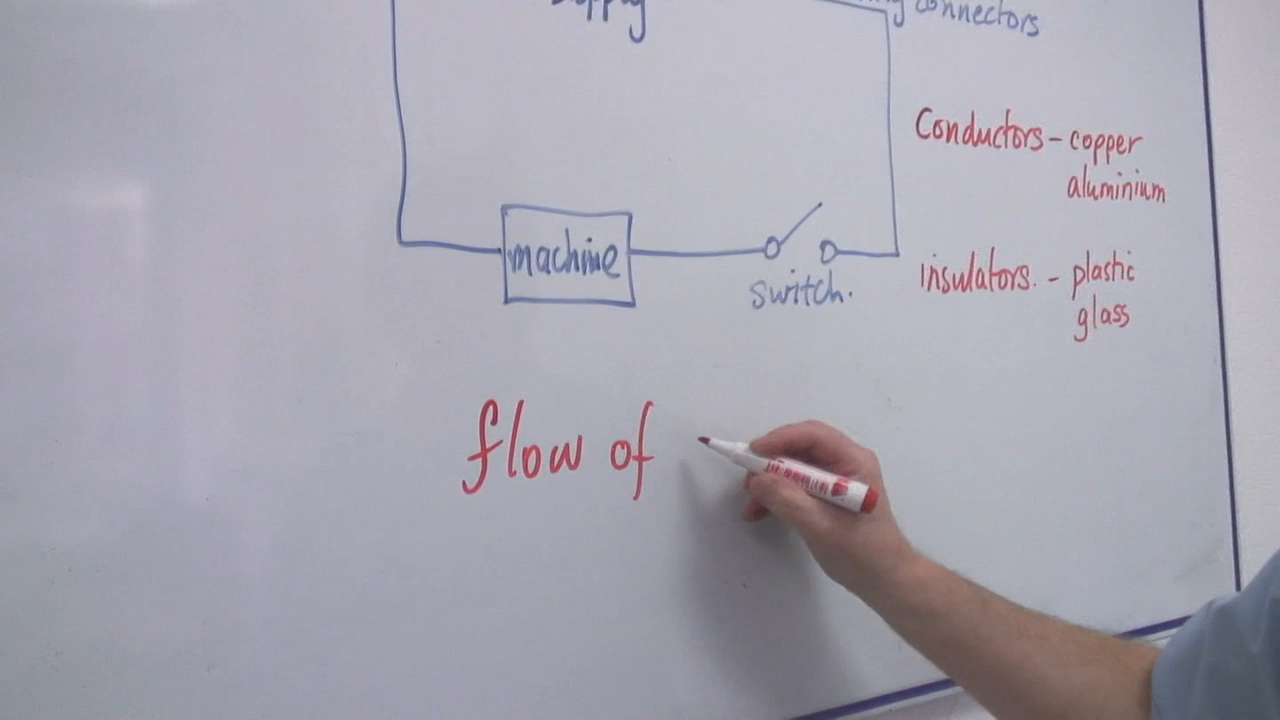 connectors
Conductors - copper
aluminium
machine
switch.
insulators. - plastic
glass
flow of